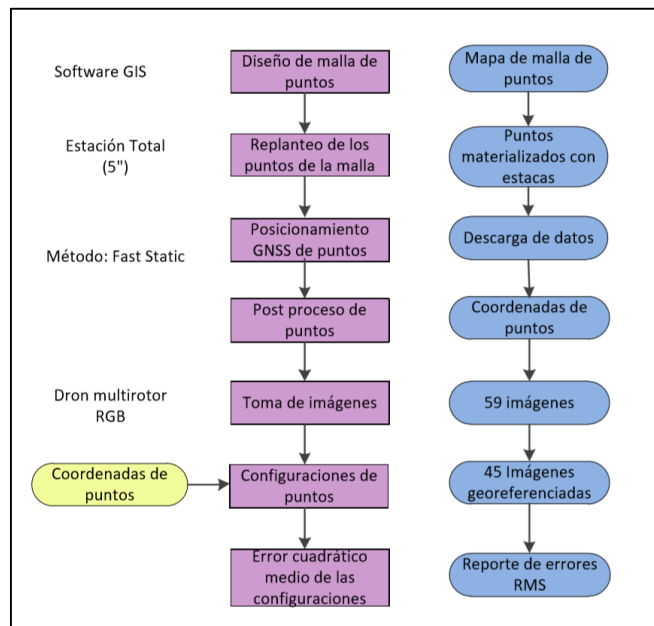 Software GIS
Diseño de malla de
puntos
Mapa de malla de
puntos
Estación Total
(5")
Replanteo de los
puntos de la malla
Puntos
materializados con
estacas
Método: Fast Static
Posicionamiento
GNSS de puntos
Descarga de datos
Post proceso de
puntos
Coordenadas de
puntos
Dron multirotor
RGB
Toma de imágenes
59 imágenes
Coordenadas de
puntos
Configuraciones de
puntos
45 Imágenes
georeferenciadas
Error cuadrático
medio de las
configuraciones
Reporte de errores
RMS